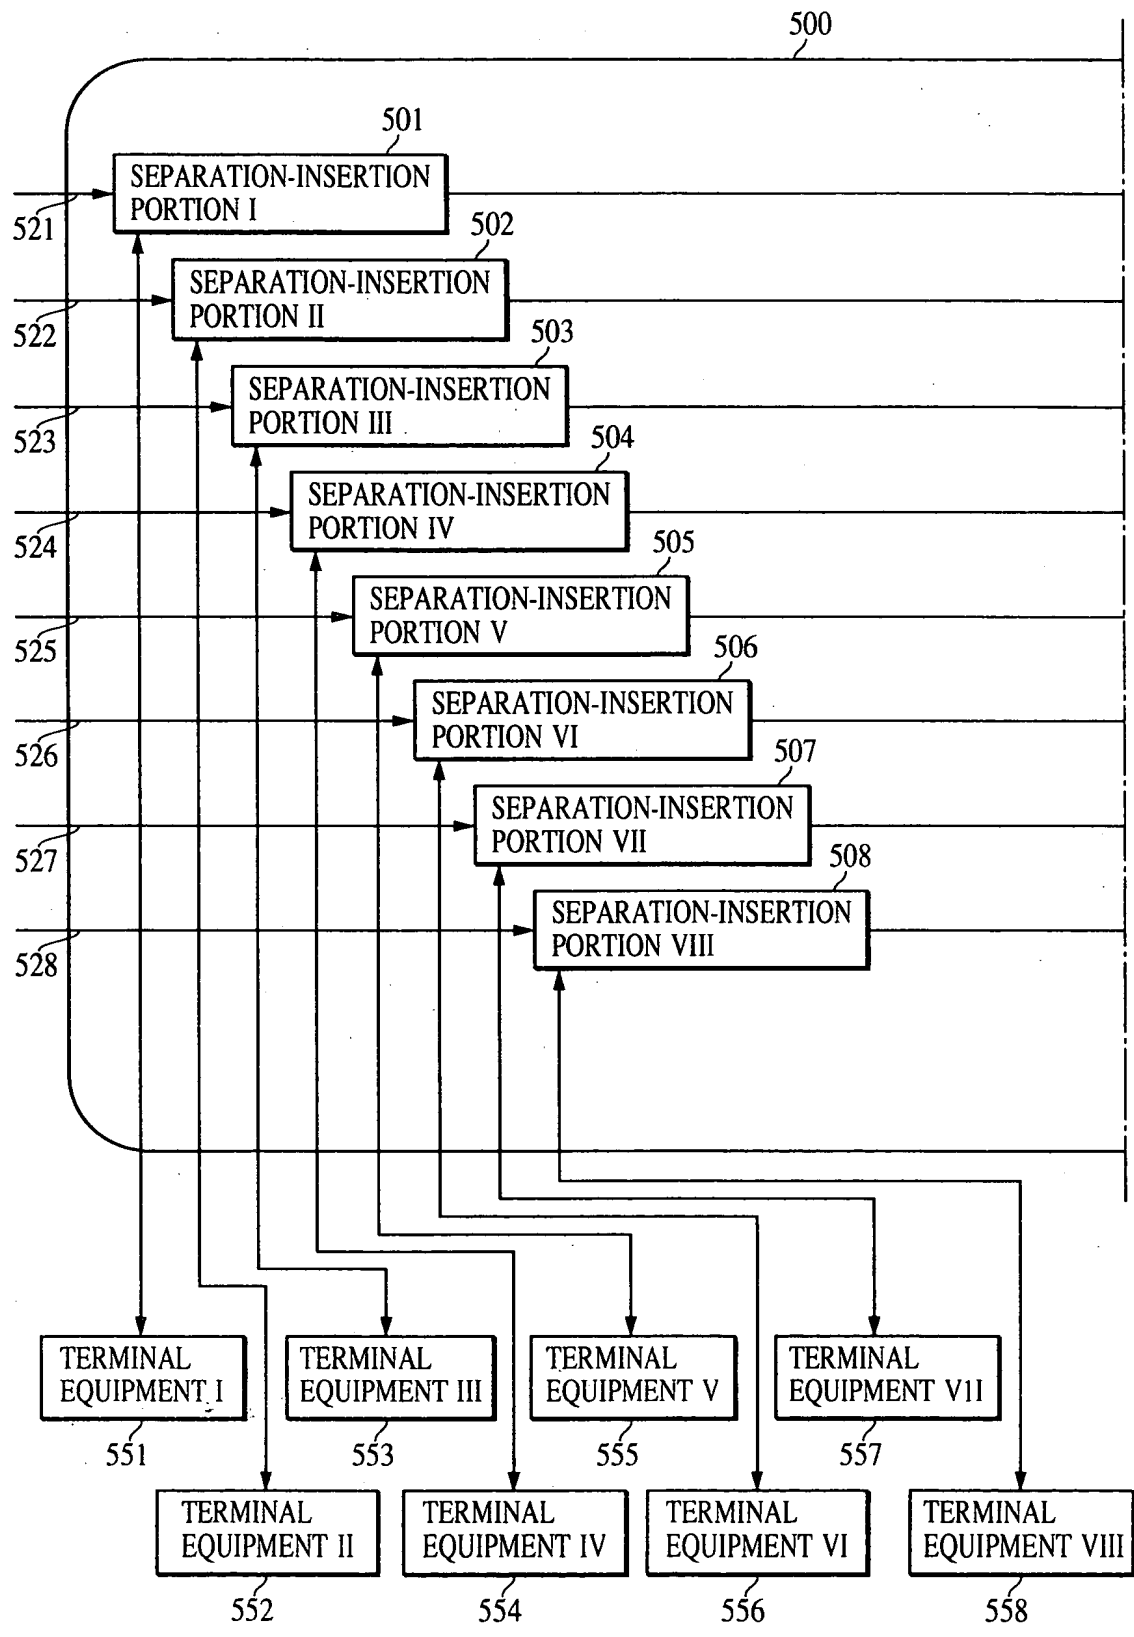 500
501
SEPARATION-INSERTION
PORTION I
521
502
SEPARATION-INSERTION
PORTION II
522
503
SEPARATION-INSERTION
PORTION III
523
504
SEPARATION-INSERTION
PORTION IV
524
505
SEPARATION-INSERTION
PORTION V
525
506
SEPARATION-INSERTION
PORTION VI
526
507
SEPARATION-INSERTION
PORTION VII
527
508
SEPARATION-INSERTION
PORTION VIII
528
TERMINAL
EQUIPMENT I
551
TERMINAL
EQUIPMENT III
553
TERMINAL
EQUIPMENT V
555
TERMINAL
EQUIPMENT VII
557
TERMINAL
EQUIPMENT II
552
TERMINAL
EQUIPMENT IV
554
TERMINAL
EQUIPMENT VI
556
TERMINAL
EQUIPMENT VIII
558